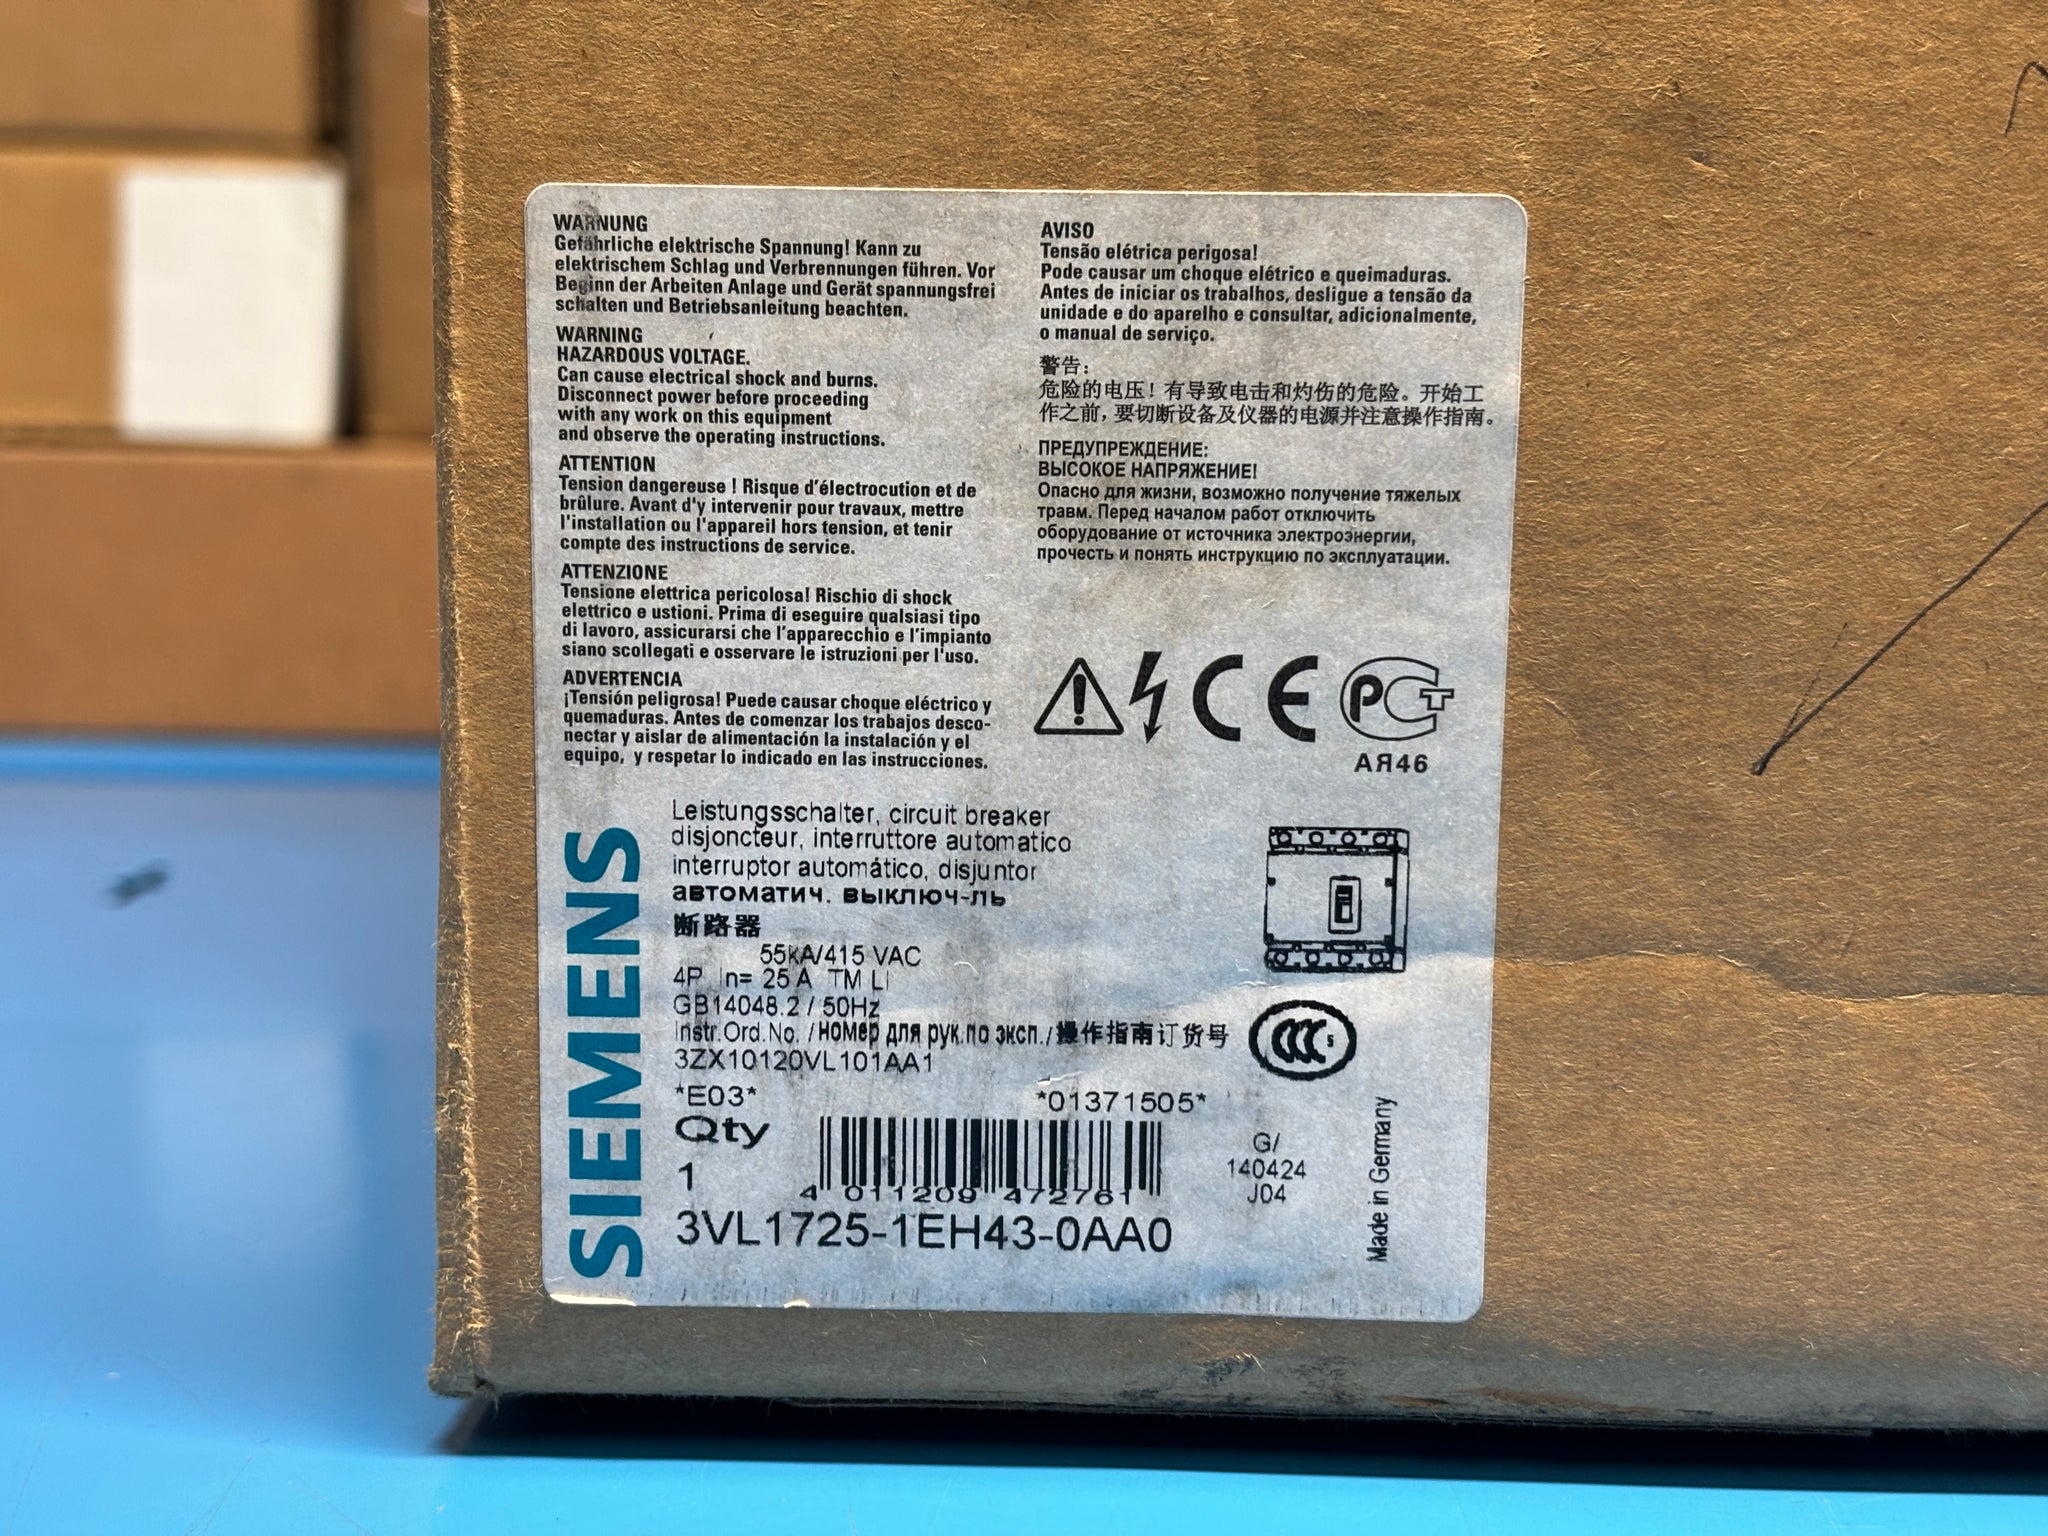 WARNUNG
Gefährliche elektrische Spannung! Kann zu
elektrischem Schlag und Verbrennungen führen. Vor
Beginn der Arbeiten Anlage und Gerät spannungsfrei
schalten und Betriebsanleitung beachten.
WARNING
HAZARDOUS VOLTAGE.
Can cause electrical shock and burns.
Disconnect power before proceeding
with any work on this equipment
and observe the operating instructions.
ATTENTION
Tension dangereuse ! Risque d'électrocution et de
brûlure. Avant d'y intervenir pour travaux, mettre
l'installation ou l'appareil hors tension, et tenir
compte des instructions de service.
ATTENZIONE
Tensione elettrica pericolosa! Rischio di shock
elettrico e ustioni. Prima di eseguire qualsiasi tipo
di lavoro, assicurarsi che l'apparecchio e l'impianto
siano scollegati e osservare le istruzioni per l'uso.
ADVERTENCIA
¡Tensión peligrosa! Puede causar choque eléctrico y
quemaduras. Antes de comenzar los trabajos desco-
nectar y aislar de alimentación la instalación y el
equipo, y respetar lo indicado en las instrucciones.
AVISO
Tensão elétrica perigosa!
Pode causar um choque elétrico e queimaduras.
Antes de iniciar os trabalhos, desligue a tensão da
unidade e do aparelho e consultar, adicionalmente,
o manual de serviço.
警告：
危险的电压！有导致电击和灼伤的危险。开始工
作之前，要切断设备及仪器的电源并注意操作指南。
ПРЕДУПРЕЖДЕНИЕ:
ВЫСОКОЕ НАПРЯЖЕНИЕ!
Опасно для жизни, возможно получение тяжелых
травм. Перед началом работ отключить
оборудование от источника электроэнергии,
прочесть и понять инструкцию по эксплуатации.
CE
РСТ
АЯ46
SIEMENS
Leistungsschalter, circuit breaker
disjoncteur, interruttore automatico
interruptor automático, disjuntor
автоматич. выключ-ль
断路器
55kA/415 VAC
4P In= 25 A TM LI
GB14048.2 / 50Hz
Instr.Ord.No. /номер для рук.по эксп./操作指南订货号
3ZX10120VL101AA1
CCC S
*E03*
*01371505*
Qty
1
4 011209 472761
3VL1725-1EH43-0AA0
G/
140424
J04
Made in Germany